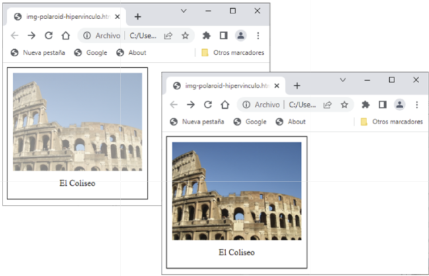 img-polaroid-hipervinculo.htm
Archivo | C:/Use...
Nueva pestaña Google About Otros marcadores
El Coliseo
img-polaroid-hipervinculo.htm
Archivo | C:/Use...
Nueva pestaña Google About Otros marcadores
El Coliseo